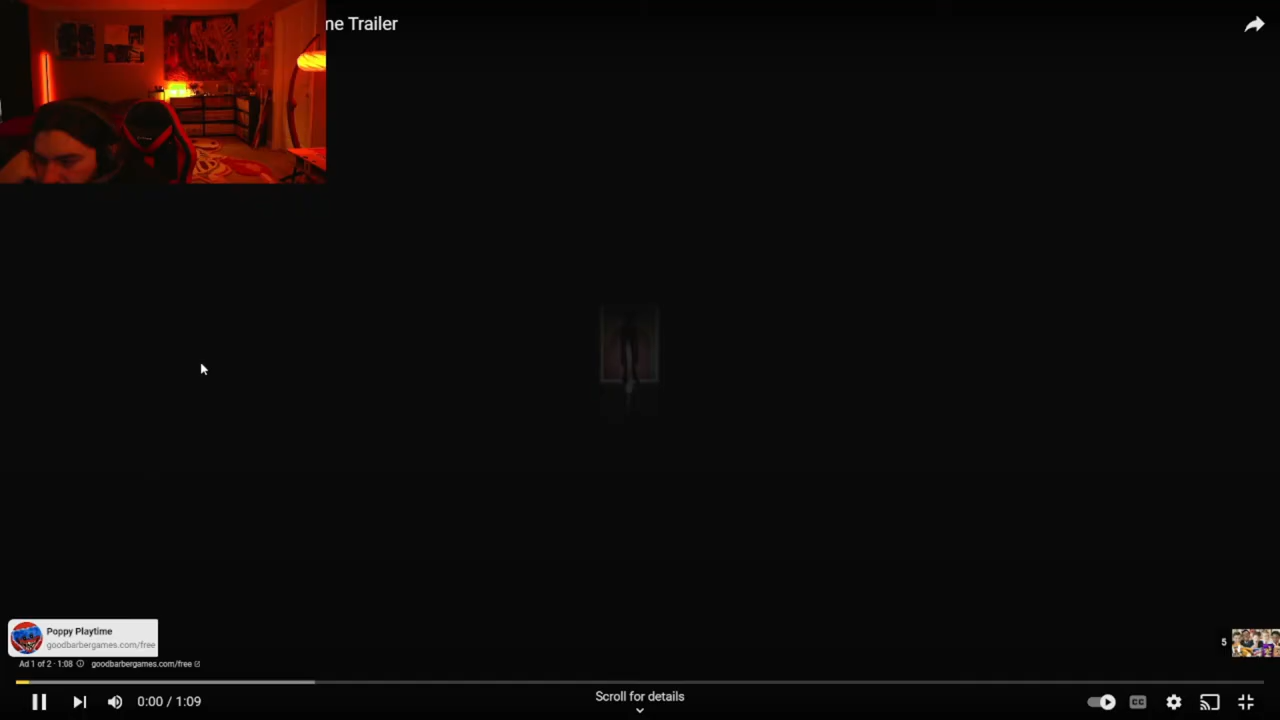 ne Trailer
Poppy Playtime
goodbarbergames.com/free
Ad 1 of 2 · 1:08
goodbarbergames.com/free
5
0:00 / 1:09
Scroll for details
CC